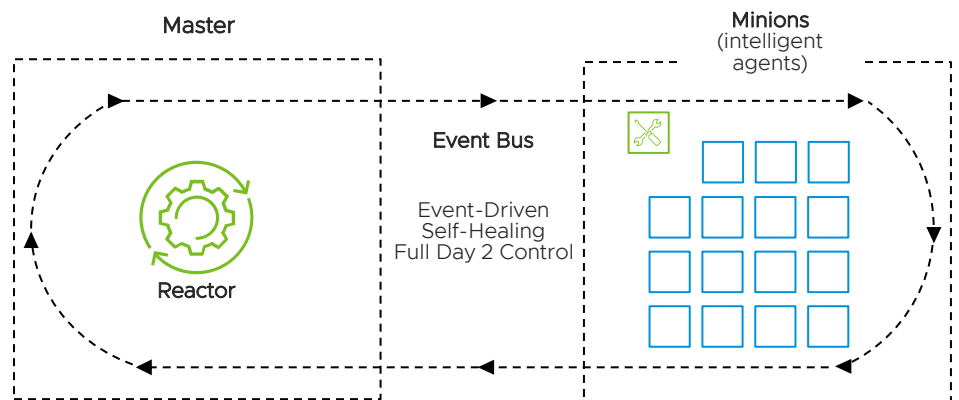 Master
Minions
(intelligent
agents)
Event Bus
Event-Driven
Self-Healing
Full Day 2 Control
Reactor